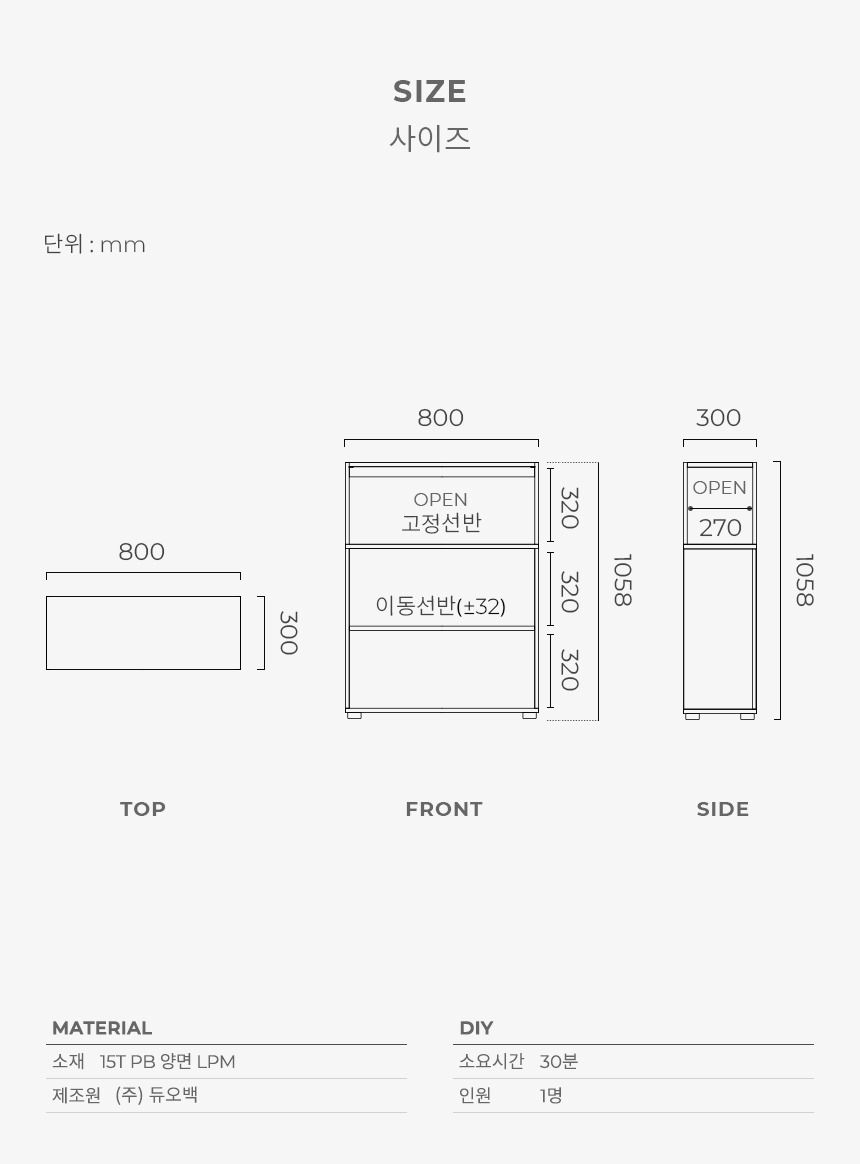 SIZE
사이즈
단위 : mm
800
300
TOP
800
OPEN
고정선반
이동선반(±32)
320
320
320
1058
FRONT
300
OPEN
270
1058
SIDE
MATERIAL
소재 15T PB 양면 LPM
제조원 (주) 듀오백
DIY
소요시간 30분
인원 1명